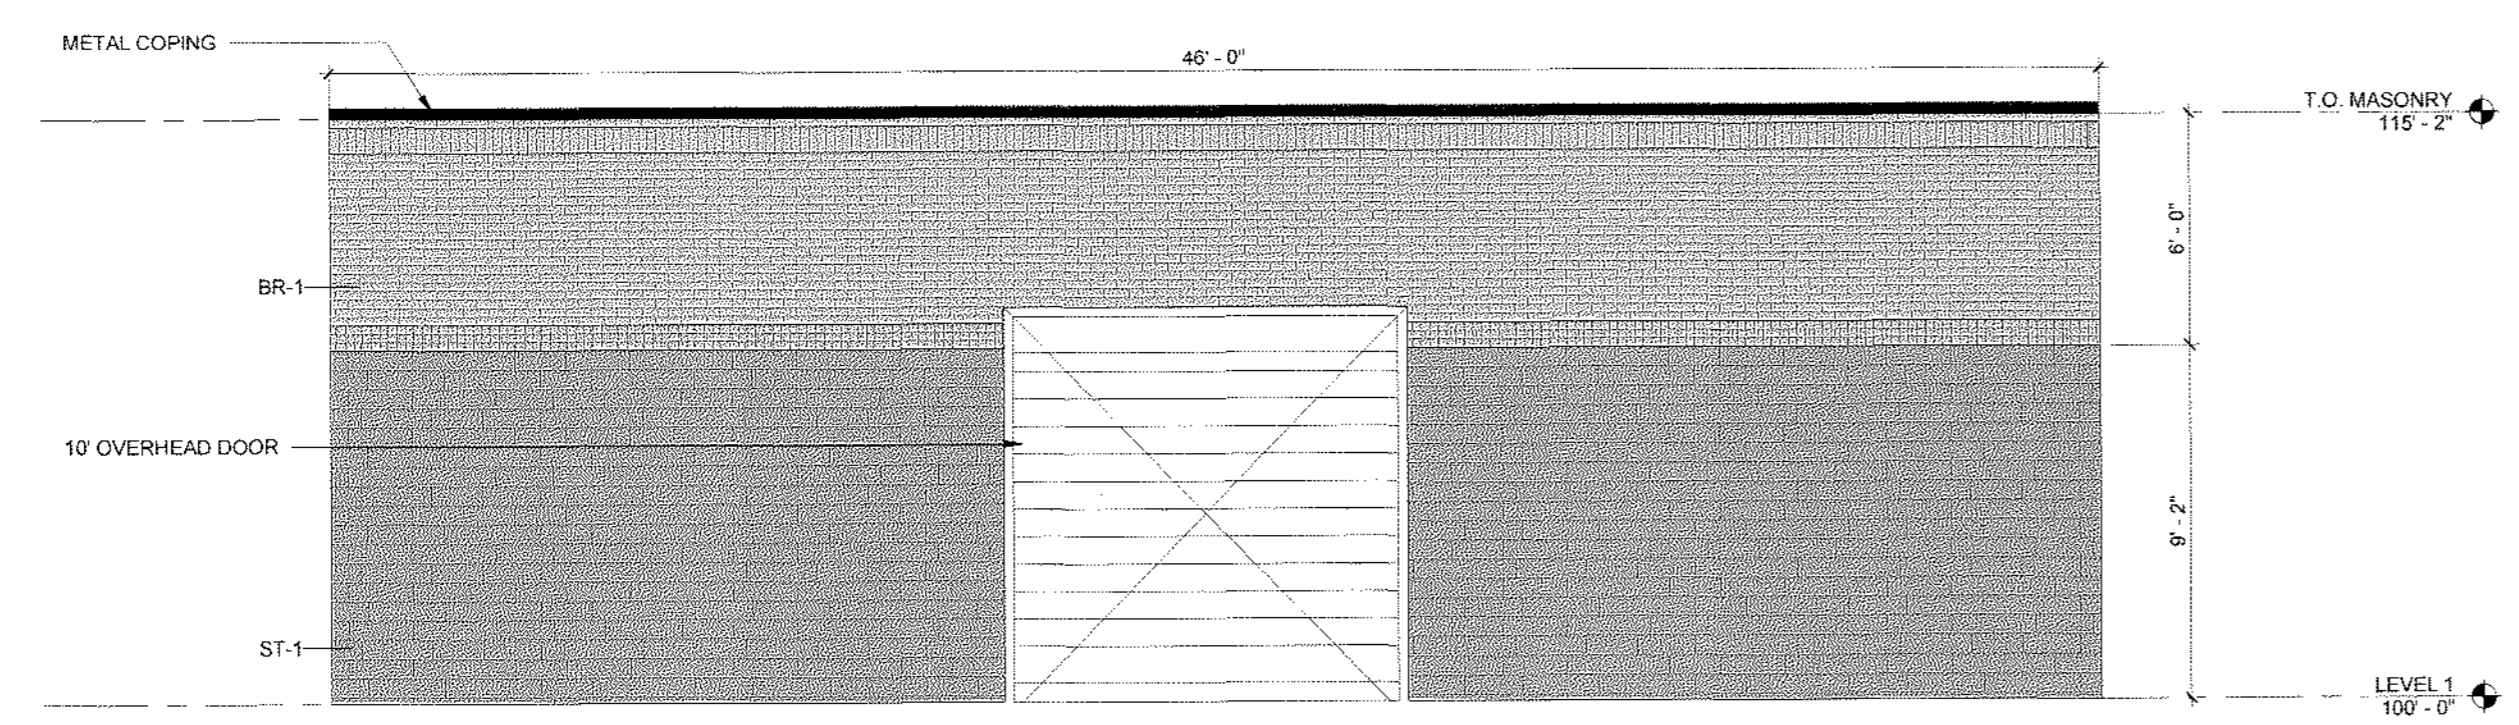 METAL COPING
46' - 0"
T.O. MASONRY
115' - 2"
6' - 0"
BR-1
10' OVERHEAD DOOR
9' - 2"
ST-1
LEVEL 1
100' - 0"